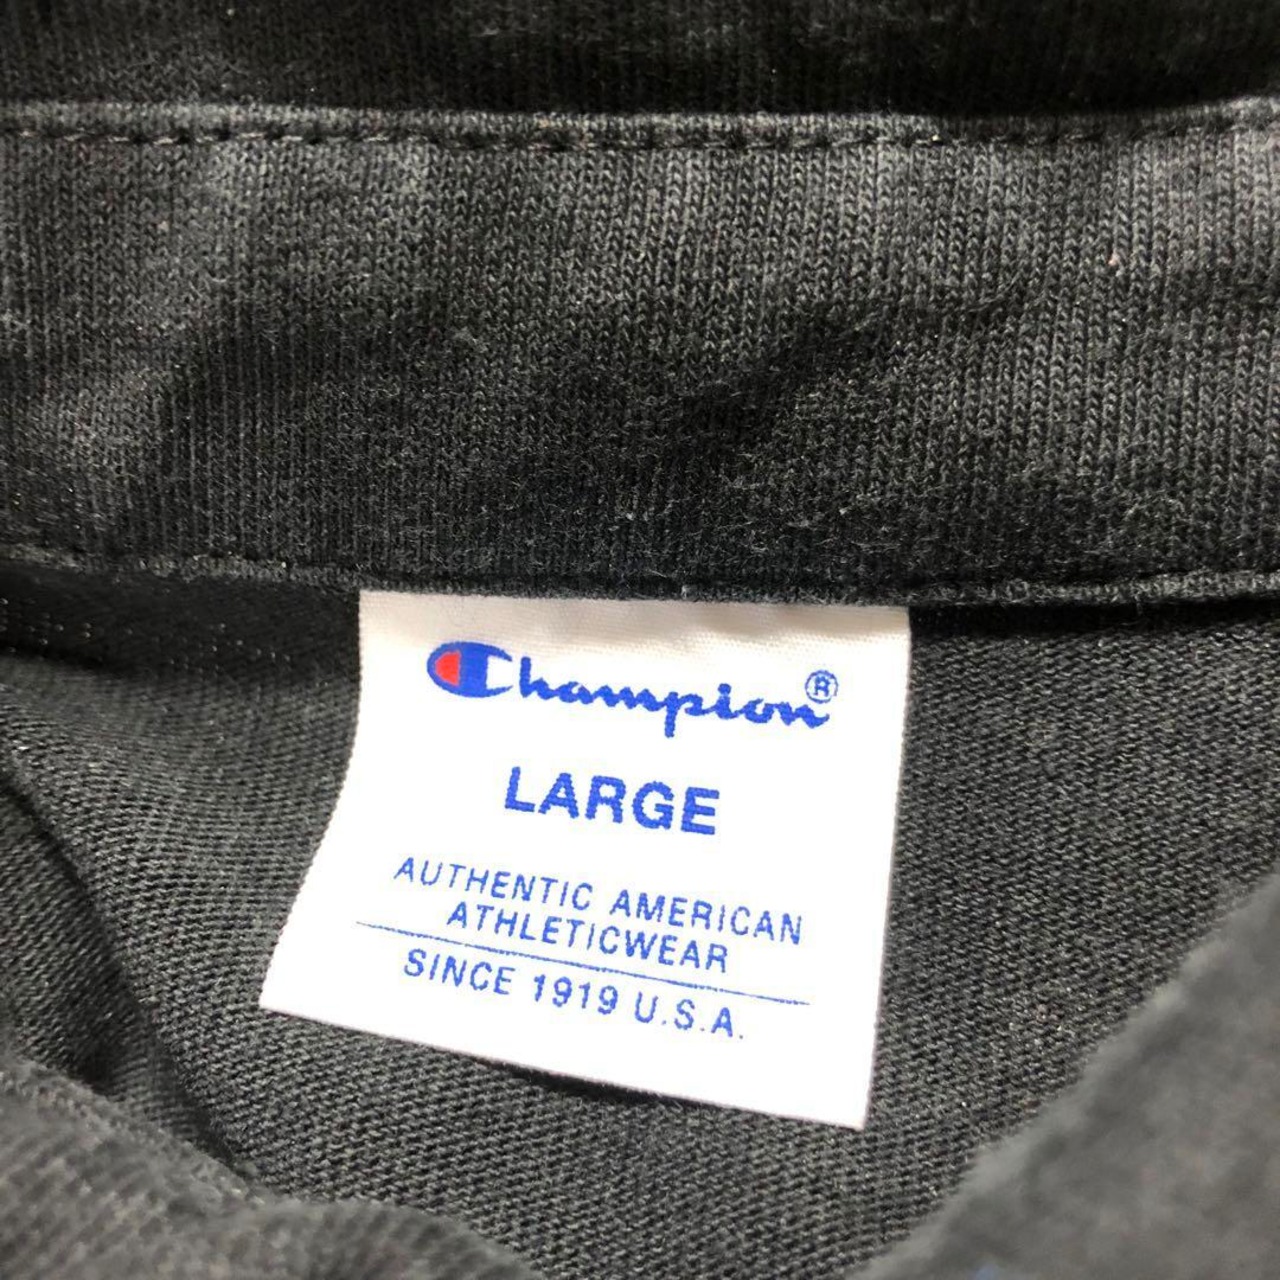 Champion®
LARGE
AUTHENTIC AMERICAN
ATHLETICWEAR
SINCE 1919 U.S.A.